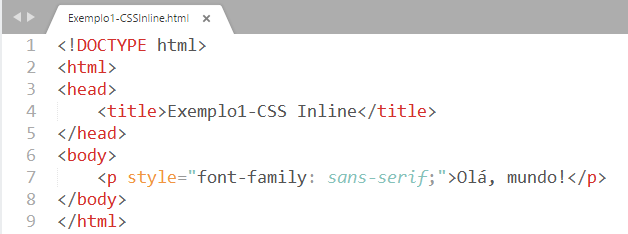 Exemplo1-CSSInline.html ×
1 <!DOCTYPE html>
2 <html>
3 <head>
4     <title>Exemplo1-CSS Inline</title>
5 </head>
6 <body>
7     <p style="font-family: sans-serif;">Olá, mundo!</p>
8 </body>
9 </html>